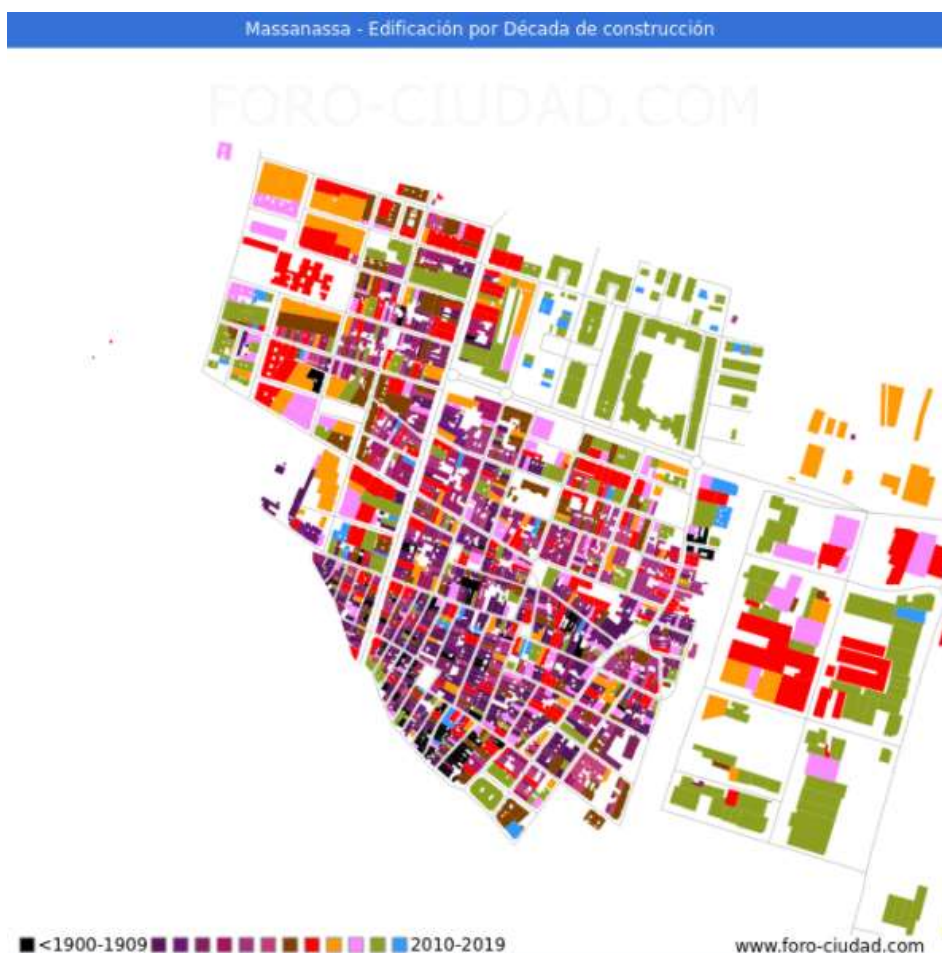 Massanassa - Edificación por Década de construcción
FORO-CIUDAD.COM
<1900-1909 2010-2019
www.foro-ciudad.com